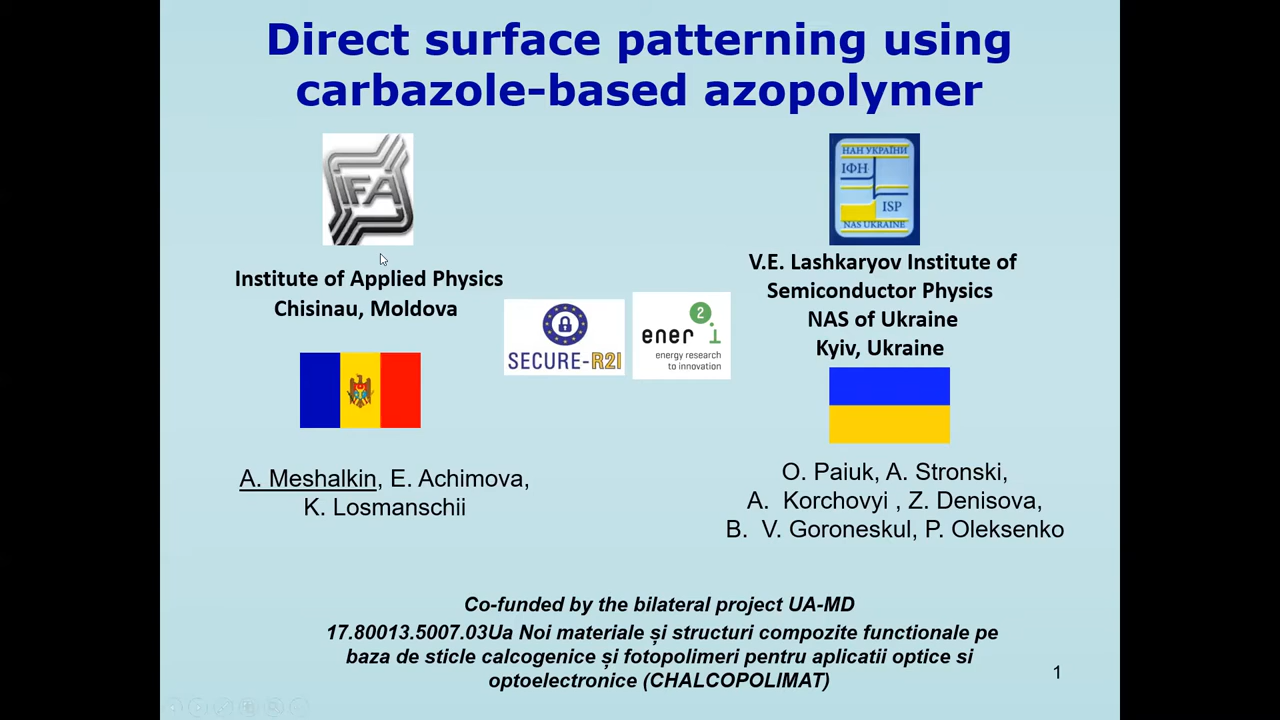 Direct surface patterning using
carbazole-based azopolymer
IFA
НАН УКРАЇНИ
ІФН
ISP
NAS UKRAINE
Institute of Applied Physics
Chisinau, Moldova
V.E. Lashkaryov Institute of
Semiconductor Physics
NAS of Ukraine
Kyiv, Ukraine
SECURE-R2I
ener2i
energy research
to innovation
A. Meshalkin, E. Achimova,
K. Losmanschii
O. Paiuk, A. Stronski,
A. Korchovyi , Z. Denisova,
B. V. Goroneskul, P. Oleksenko
Co-funded by the bilateral project UA-MD
17.80013.5007.03Ua Noi materiale și structuri compozite functionale pe
baza de sticle calcogenice și fotopolimeri pentru aplicatii optice si
optoelectronice (CHALCOPOLIMAT)
1